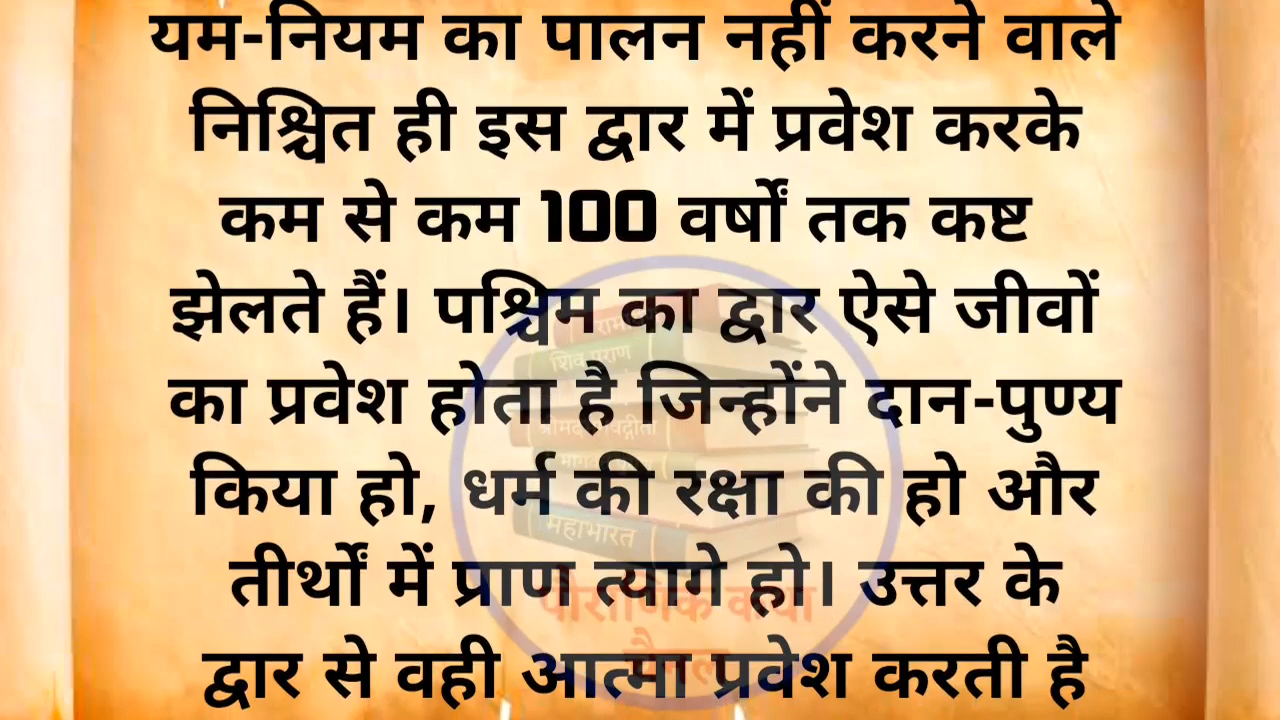 यम-नियम का पालन नहीं करने वाले
निश्चित ही इस द्वार में प्रवेश करके
कम से कम 100 वर्षों तक कष्ट
झेलते हैं। पश्चिम का द्वार ऐसे जीवों
का प्रवेश होता है जिन्होंने दान-पुण्य
किया हो, धर्म की रक्षा की हो और
तीर्थों में प्राण त्यागे हो। उत्तर के
द्वार से वही आत्मा प्रवेश करती है
शिव पुराण
महाभारत
पौराणिक कथा